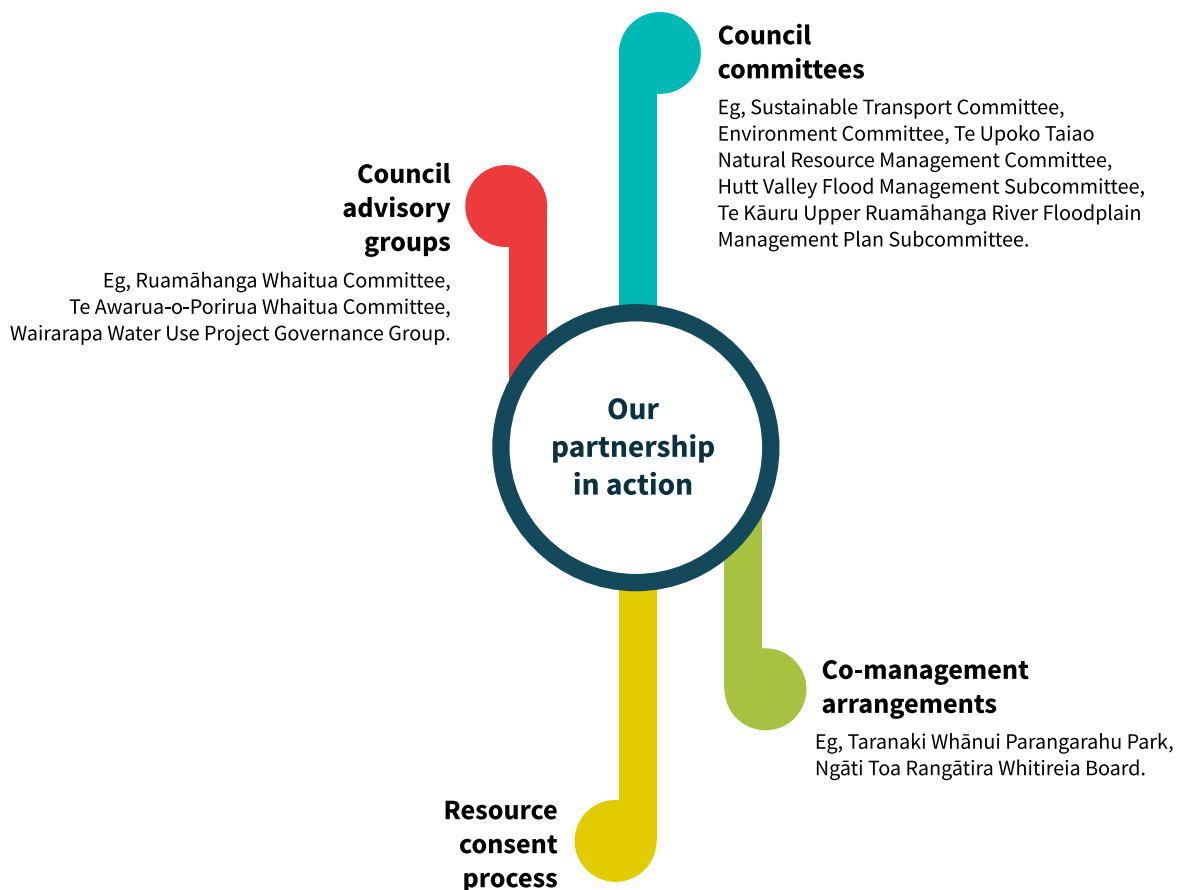 Council
committees
Eg, Sustainable Transport Committee,
Environment Committee, Te Upoko Taiao
Natural Resource Management Committee,
Hutt Valley Flood Management Subcommittee,
Te Kāuru Upper Ruamāhanga River Floodplain
Management Plan Subcommittee.
Council
advisory
groups
Eg, Ruamāhanga Whaitua Committee,
Te Awarua-o-Porirua Whaitua Committee,
Wairarapa Water Use Project Governance Group.
Our
partnership
in action
Co-management
arrangements
Eg, Taranaki Whānui Parangarahu Park,
Ngāti Toa Rangātira Whitireia Board.
Resource
consent
process